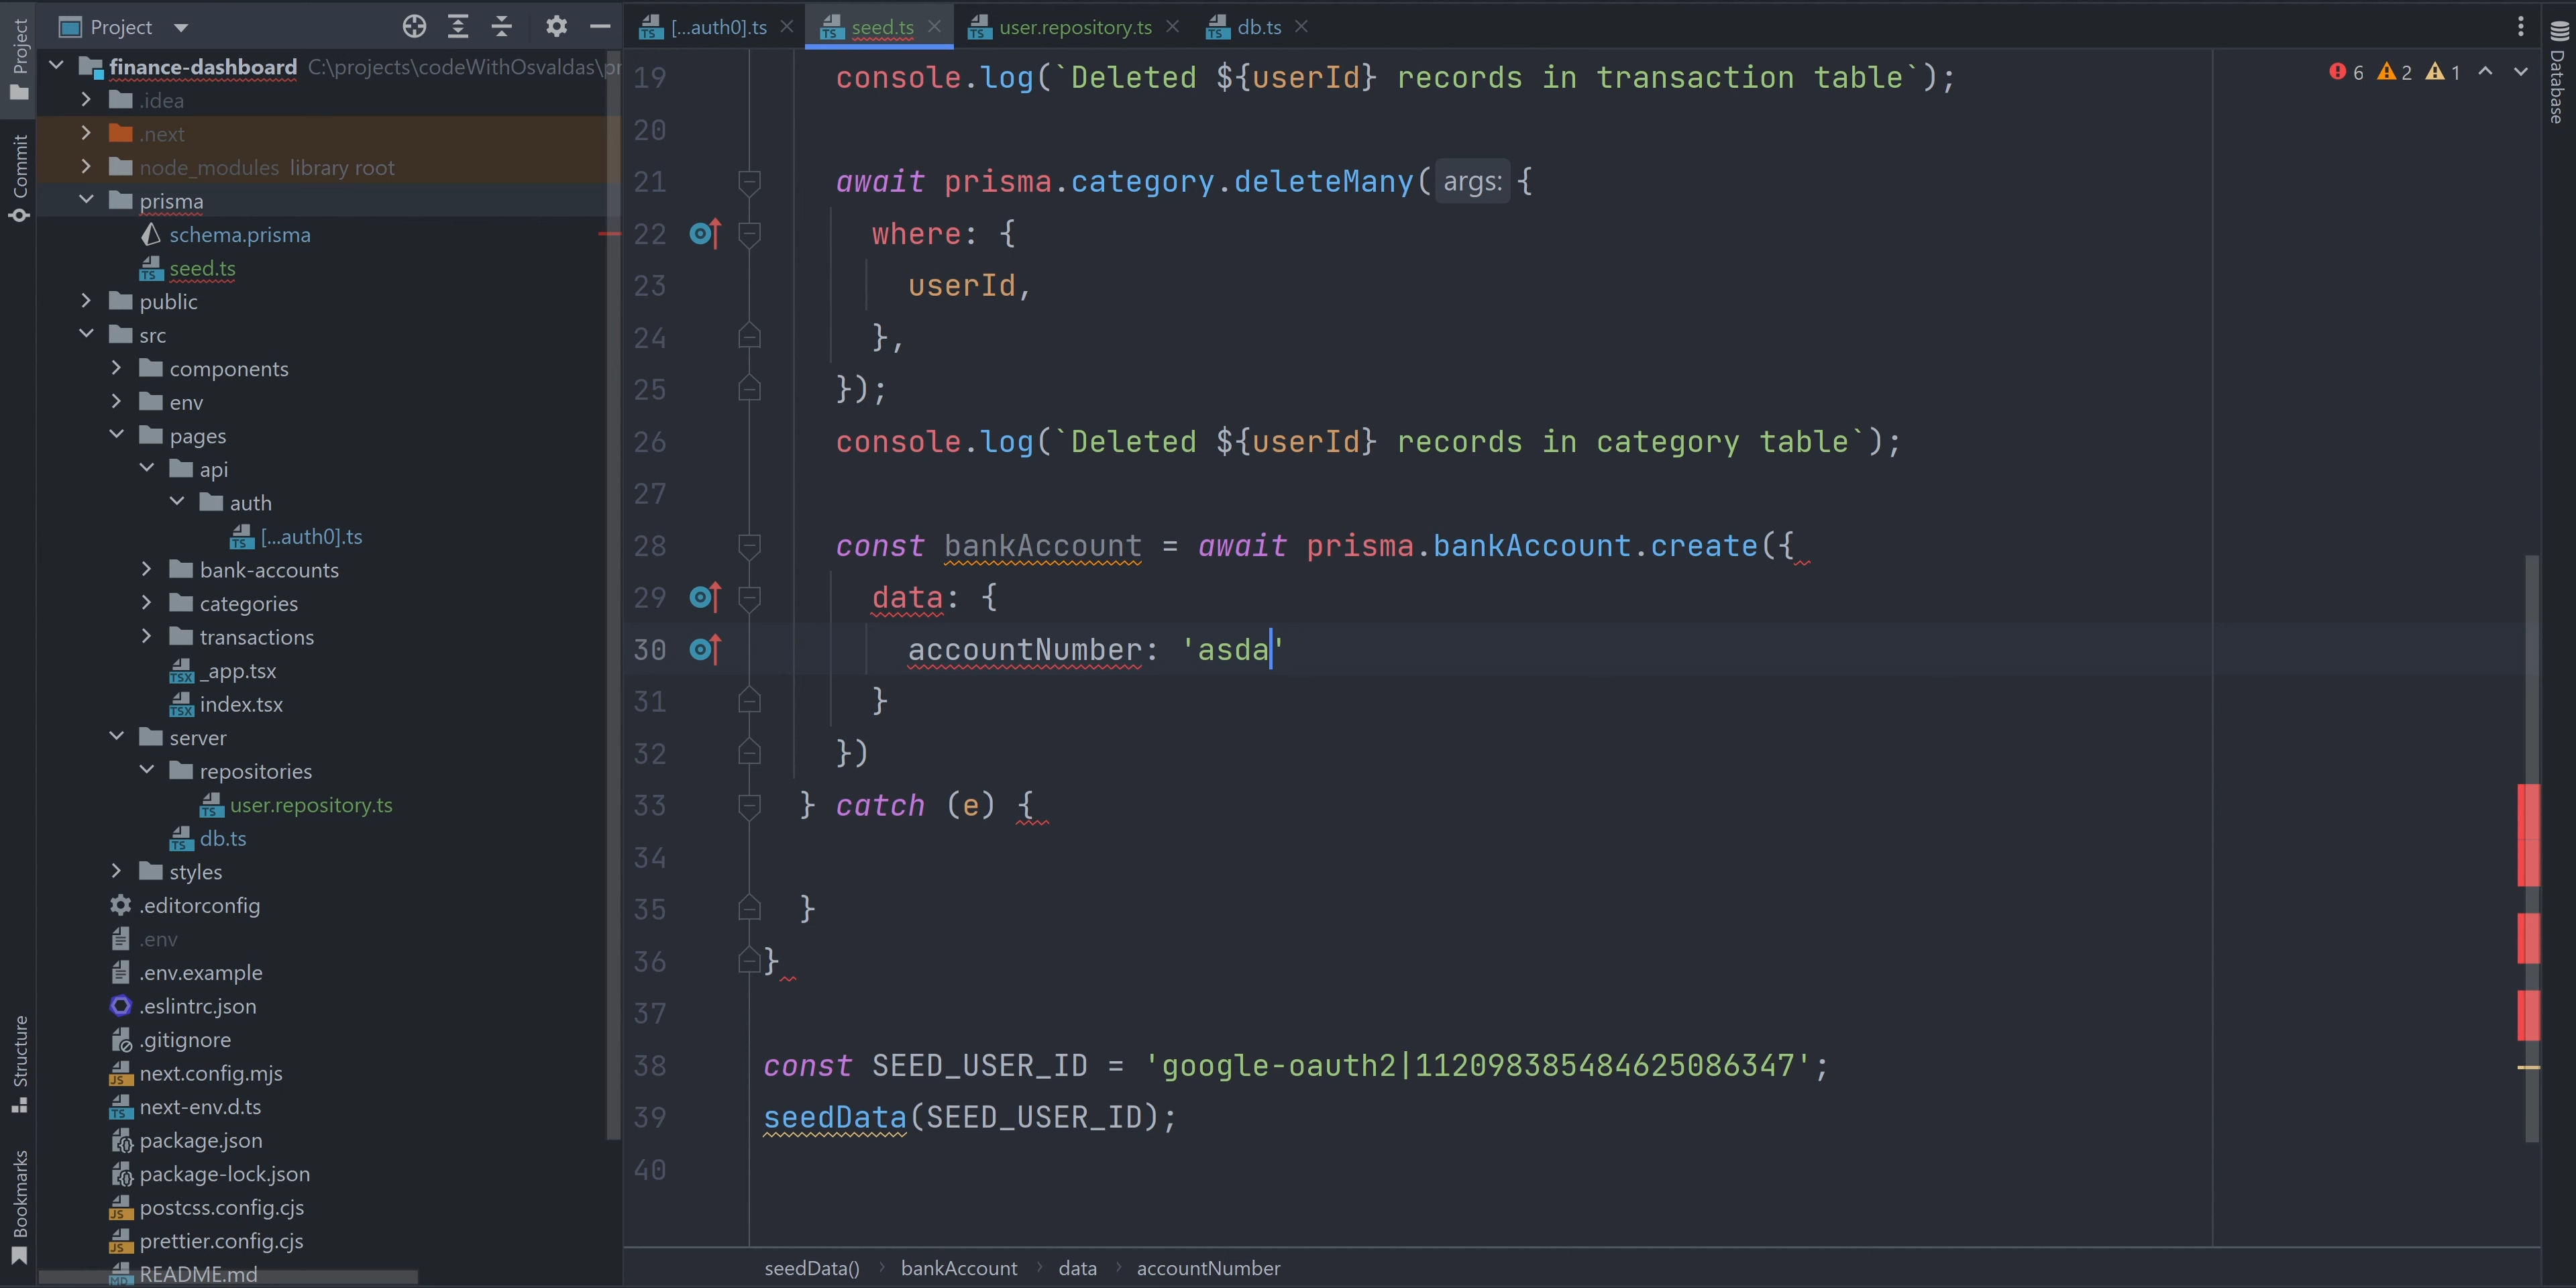 Project
[...auth0].ts
seed.ts
user.repository.ts
db.ts
Project
Commit
Structure
Bookmarks
Database
finance-dashboard C:\projects\codeWithOsvaldas\pr
.idea
.next
node_modules library root
prisma
schema.prisma
seed.ts
public
src
components
env
pages
api
auth
[...auth0].ts
bank-accounts
categories
transactions
_app.tsx
index.tsx
server
repositories
user.repository.ts
db.ts
styles
.editorconfig
.env
.env.example
.eslintrc.json
.gitignore
next.config.mjs
next-env.d.ts
package.json
package-lock.json
postcss.config.cjs
prettier.config.cjs
README.md
6 2 1
19 console.log(`Deleted ${userId} records in transaction table`);
20
21 await prisma.category.deleteMany( args: {
22 where: {
23 userId,
24 },
25 });
26 console.log(`Deleted ${userId} records in category table`);
27
28 const bankAccount = await prisma.bankAccount.create({
29 data: {
30 accountNumber: 'asda'
31 }
32 })
33 } catch (e) {
34
35 }
36 }
37
38 const SEED_USER_ID = 'google-oauth2|112098385484625086347';
39 seedData(SEED_USER_ID);
40
seedData() bankAccount data accountNumber